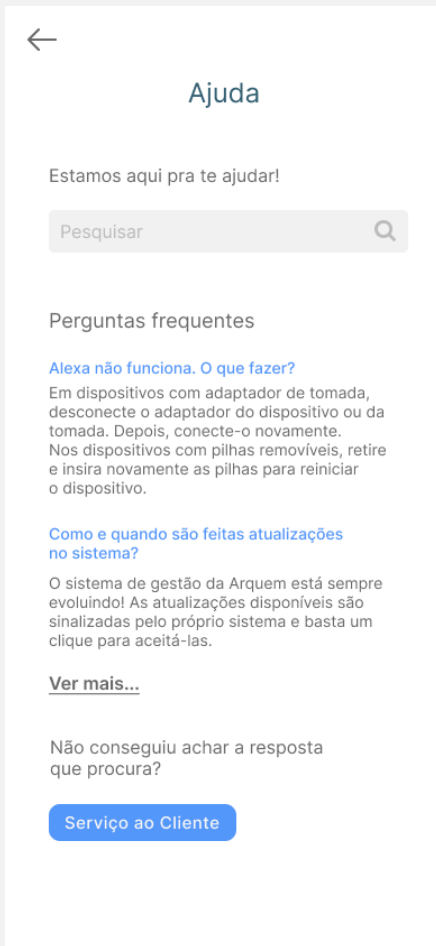 Ajuda
Estamos aqui pra te ajudar!
Pesquisar
Perguntas frequentes
Alexa não funciona. O que fazer?
Em dispositivos com adaptador de tomada,
desconecte o adaptador do dispositivo ou da
tomada. Depois, conecte-o novamente.
Nos dispositivos com pilhas removíveis, retire
e insira novamente as pilhas para reiniciar
o dispositivo.
Como e quando são feitas atualizações
no sistema?
O sistema de gestão da Arquem está sempre
evoluindo! As atualizações disponíveis são
sinalizadas pelo próprio sistema e basta um
clique para aceitá-las.
Ver mais...
Não conseguiu achar a resposta
que procura?
Serviço ao Cliente